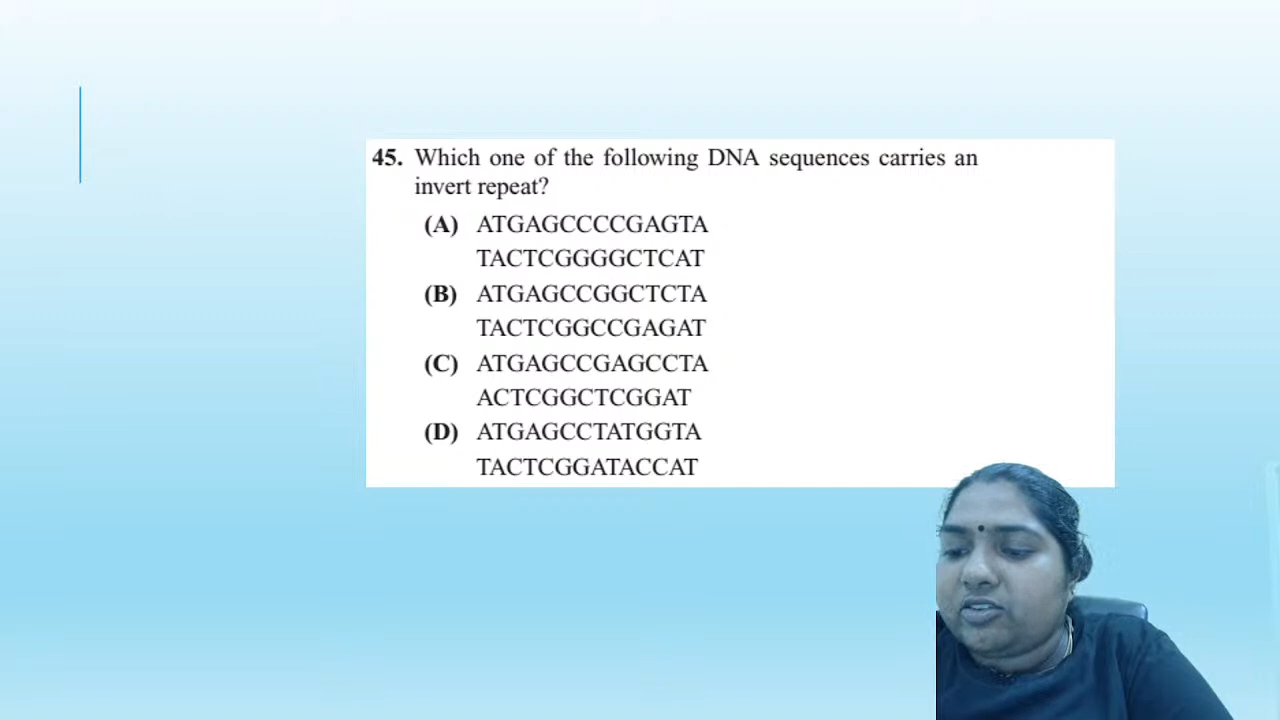 45. Which one of the following DNA sequences carries an
invert repeat?
(A) ATGAGCCCCGAGTA
TACTCGGGGCTCAT
(B) ATGAGCCGGCTCTA
TACTCGGCCGAGAT
(C) ATGAGCCGAGCCTA
ACTCGGCTCGGAT
(D) ATGAGCCTATGGTA
TACTCGGATACCAT